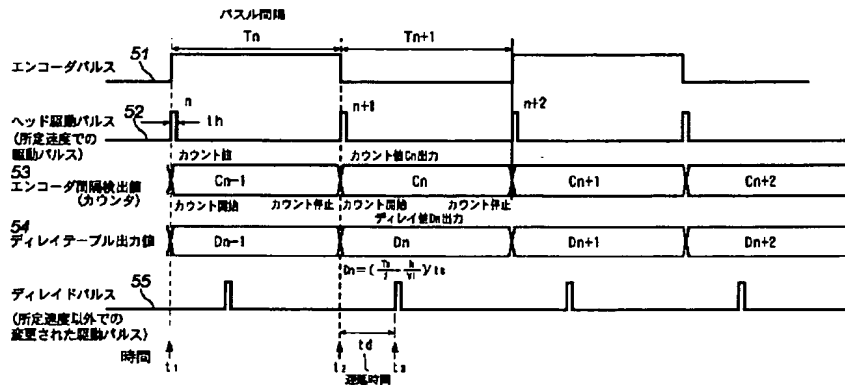 パスル間隔
Tn
Tn+1
51
エンコーダパルス
52
n
n+1
n+2
ヘッド駆動パルス
th
(所定速度での
駆動パルス)
カウント値
カウント値Cn出力
53
エンコーダ間隔検出値
(カウンタ)
Cn-1
Cn
Cn+1
Cn+2
カウント開始
カウント停止
カウント開始
カウント停止
ディレイ値Dn出力
54
ディレイテーブル出力値
Dn-1
Dn
Dn+1
Dn+2
ディレイドパルス
55
(所定速度以外での
変更された駆動パルス)
td
時間
t₁
t₂
t₃
遅延時間